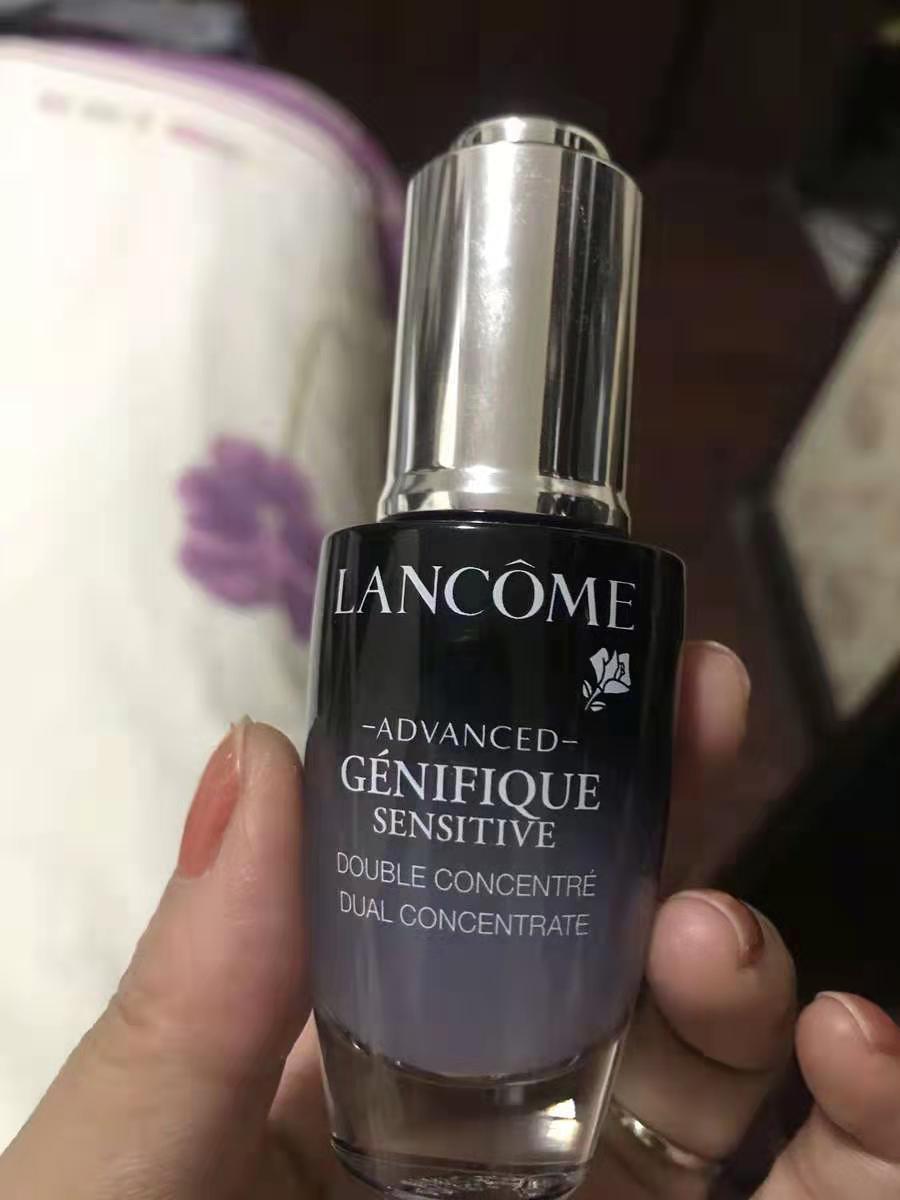 LANCÔME
-ADVANCED-
GÉNIFIQUE
SENSITIVE
DOUBLE CONCENTRÉ
DUAL CONCENTRATE